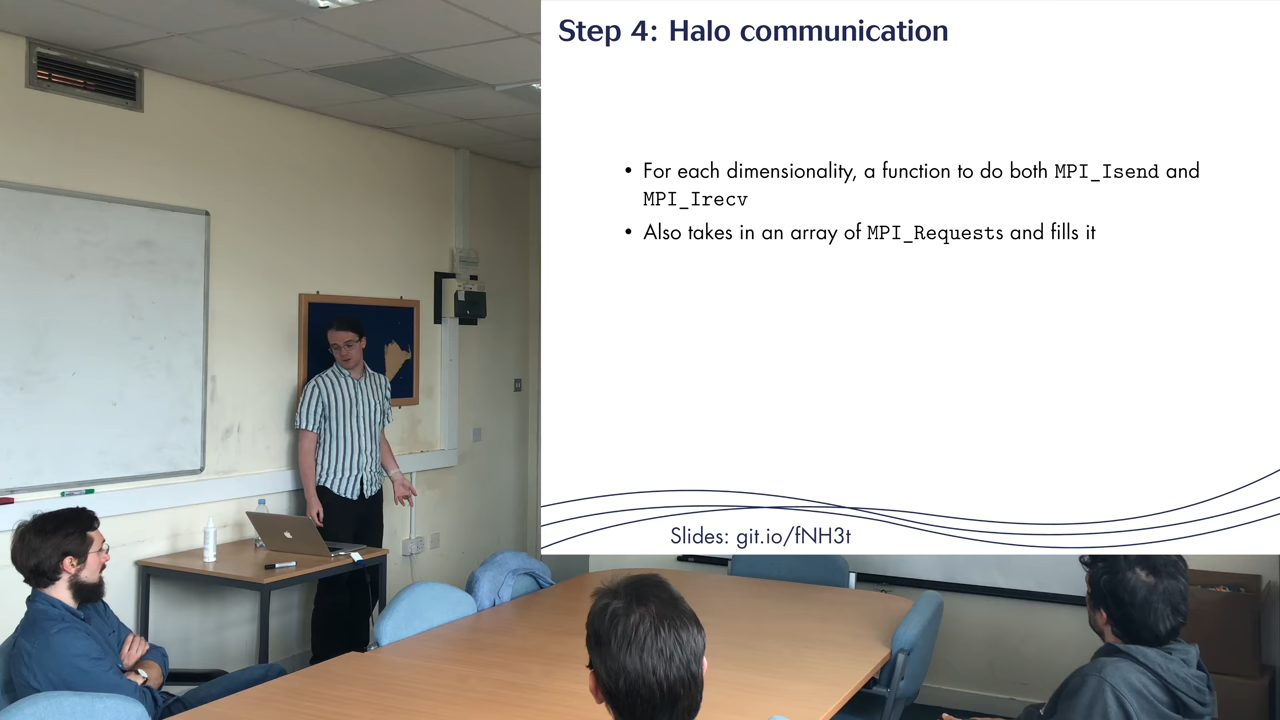 Step 4: Halo communication
• For each dimensionality, a function to do both MPI_Isend and
MPI_Irecv
• Also takes in an array of MPI_Requests and fills it
Slides: git.io/fNH3t